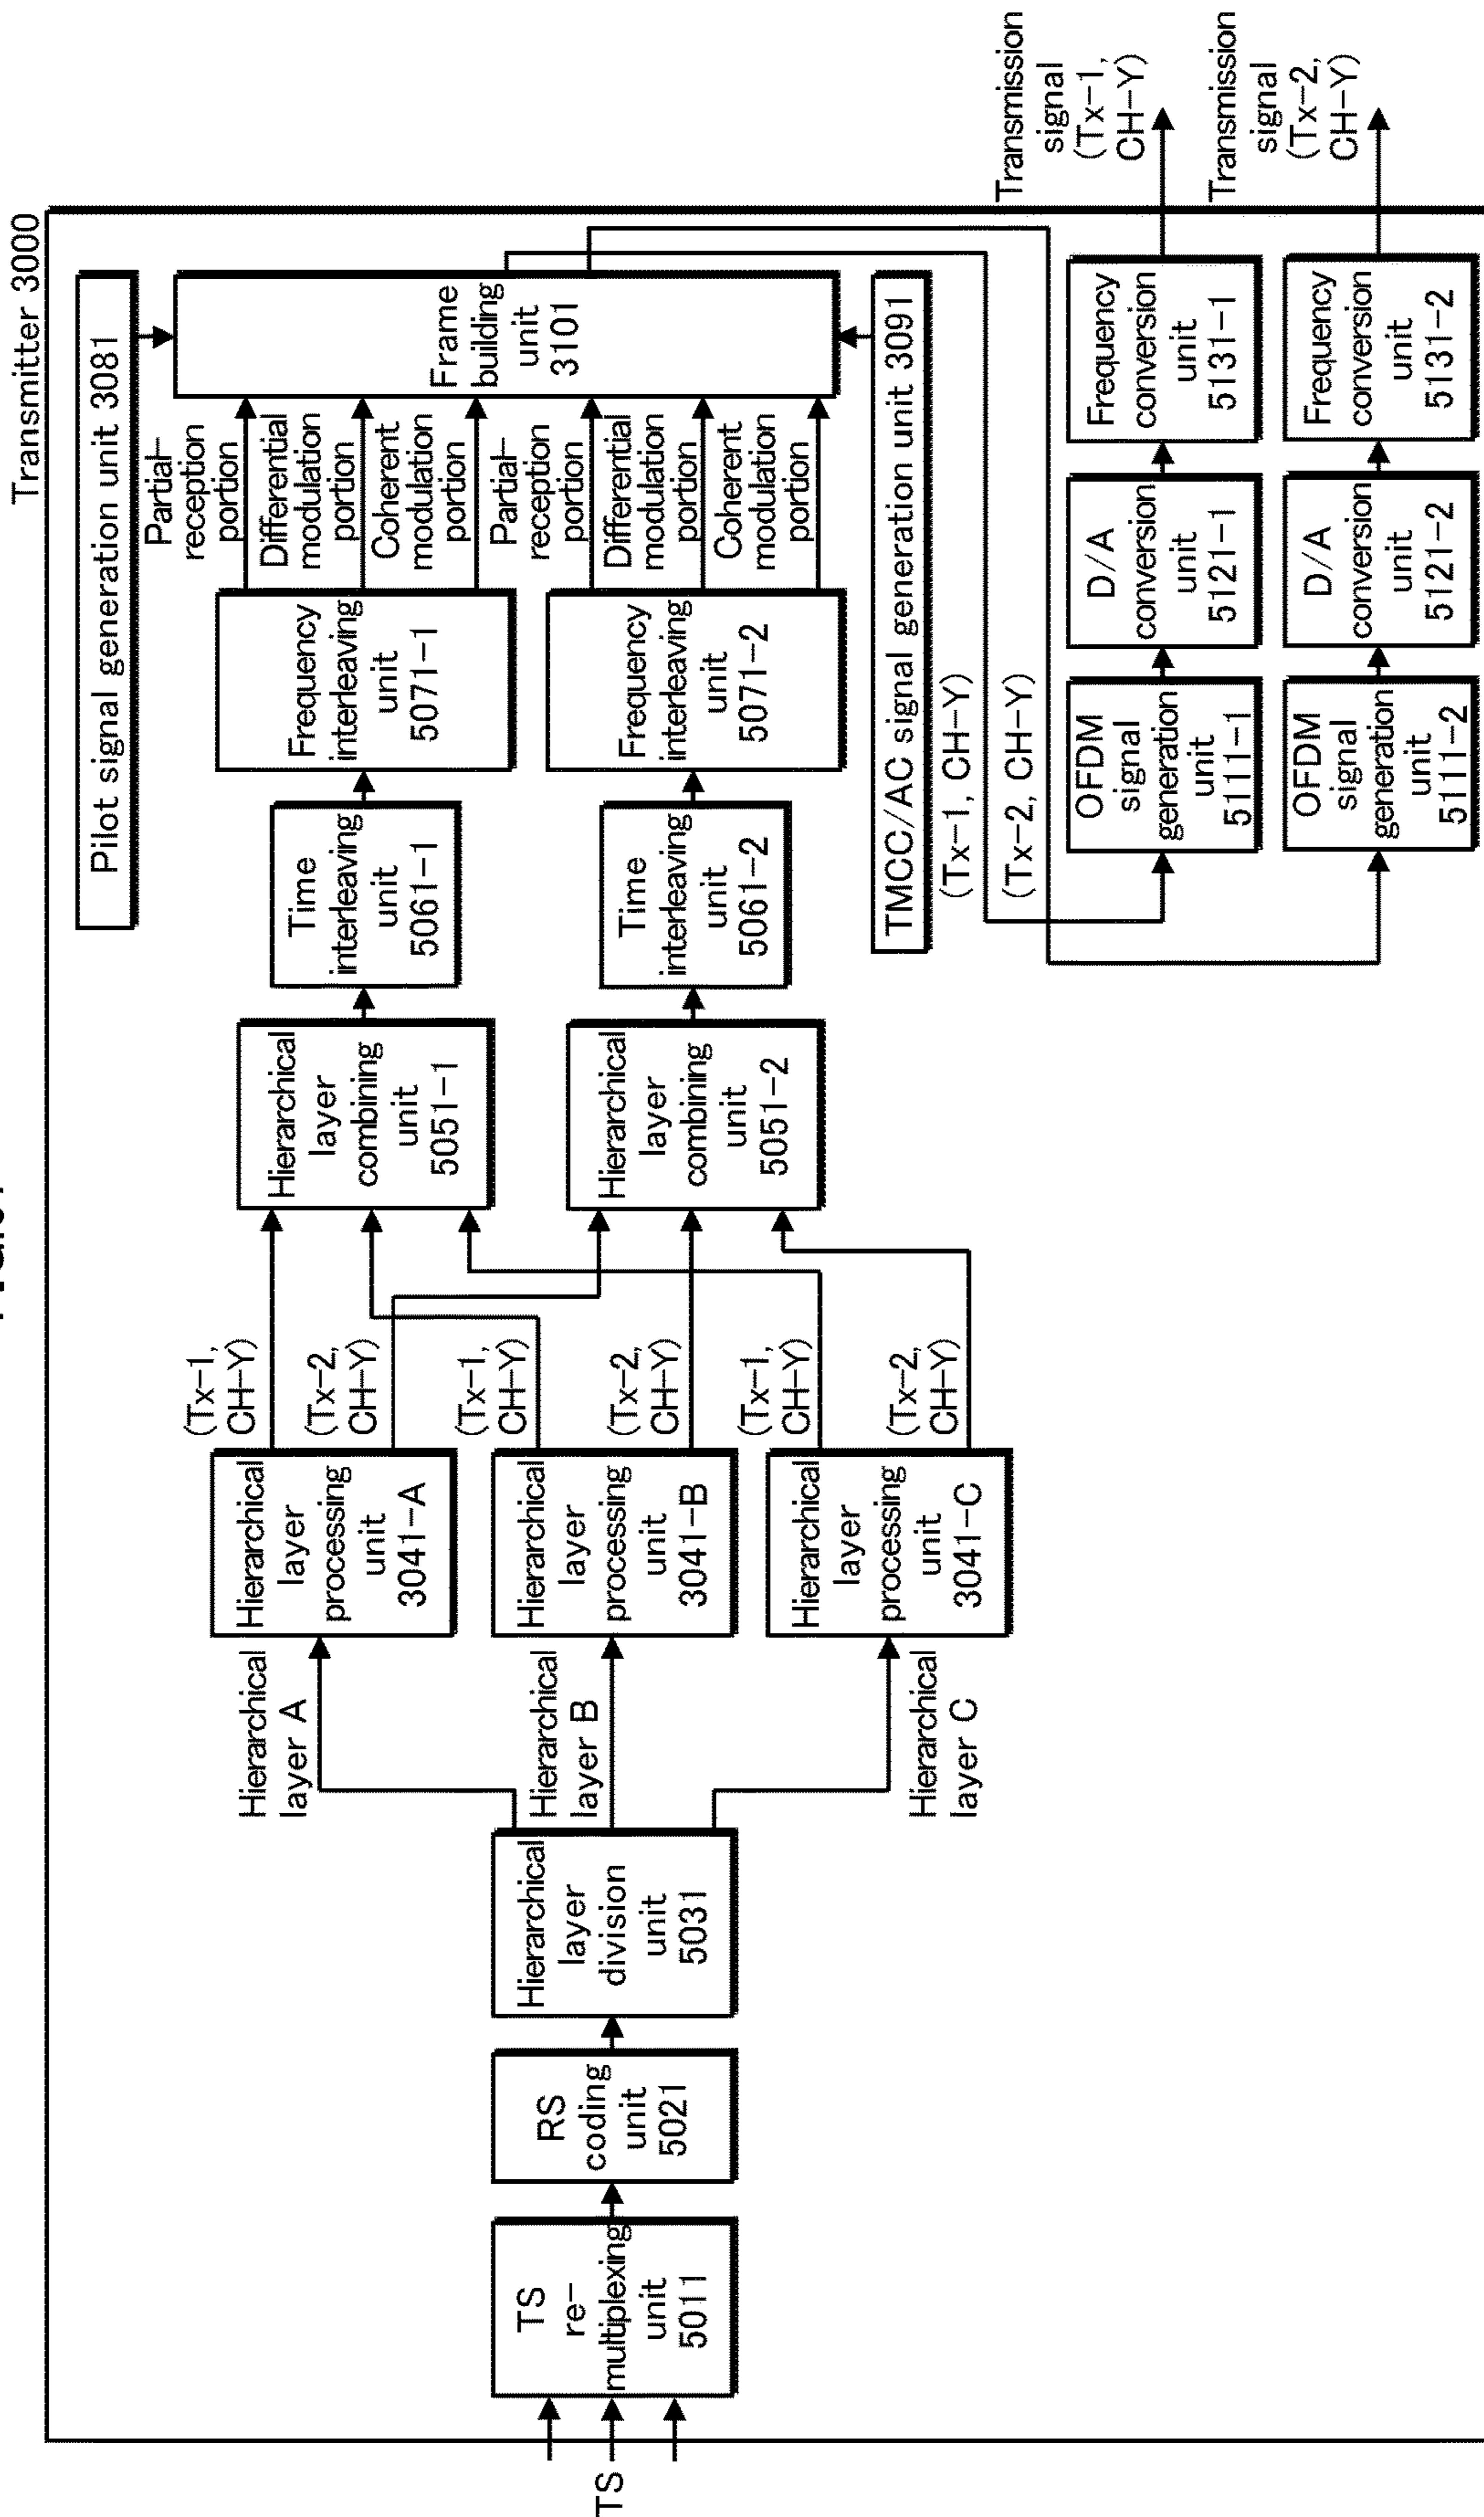 Transmitter 3000
TS
TS
re-
multiplexing
unit
5011
RS
coding
unit
5021
Hierarchical
layer
division
unit
5031
Hierarchical
layer A
Hierarchical
layer B
Hierarchical
layer C
Hierarchical
layer
processing
unit
3041-A
Hierarchical
layer
processing
unit
3041-B
Hierarchical
layer
processing
unit
3041-C
(Tx-1,
CH-Y)
(Tx-2,
CH-Y)
(Tx-1,
CH-Y)
(Tx-2,
CH-Y)
(Tx-1,
CH-Y)
(Tx-2,
CH-Y)
Hierarchical
layer
combining
unit
5051-1
Hierarchical
layer
combining
unit
5051-2
Time
interleaving
unit
5061-1
Time
interleaving
unit
5061-2
Frequency
interleaving
unit
5071-1
Frequency
interleaving
unit
5071-2
Pilot signal generation unit 3081
Partial-
reception
portion
Differential
modulation
portion
Coherent
modulation
portion
Partial-
reception
portion
Differential
modulation
portion
Coherent
modulation
portion
Frame
building
unit
3101
TMCC/AC signal generation unit 3091
(Tx-1, CH-Y)
(Tx-2, CH-Y)
OFDM
signal
generation
unit
5111-1
D/A
conversion
unit
5121-1
Frequency
conversion
unit
5131-1
Transmission
signal
(Tx-1,
CH-Y)
OFDM
signal
generation
unit
5111-2
D/A
conversion
unit
5121-2
Frequency
conversion
unit
5131-2
Transmission
signal
(Tx-2,
CH-Y)